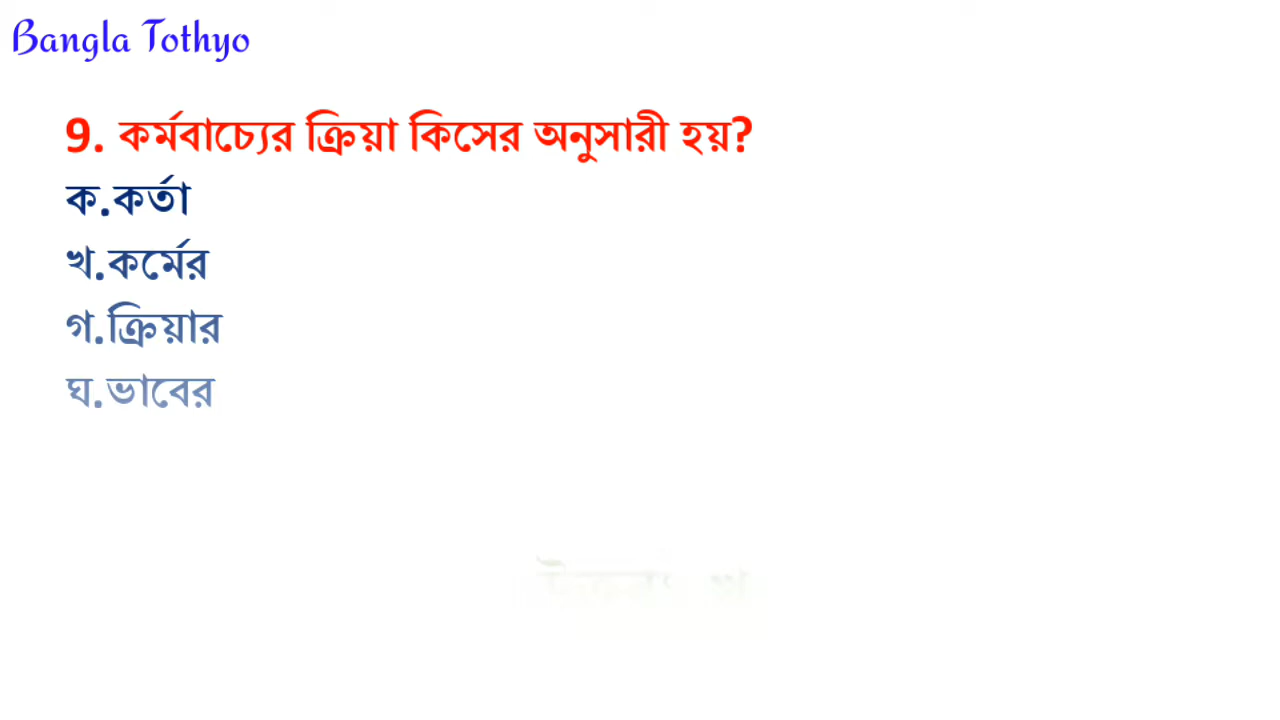 Bangla Tothyo
9. কর্মবাচ্যের ক্রিয়া কিসের অনুসারী হয়?
ক.কর্তা
খ.কর্মের
গ.ক্রিয়ার
ঘ.ভাবের